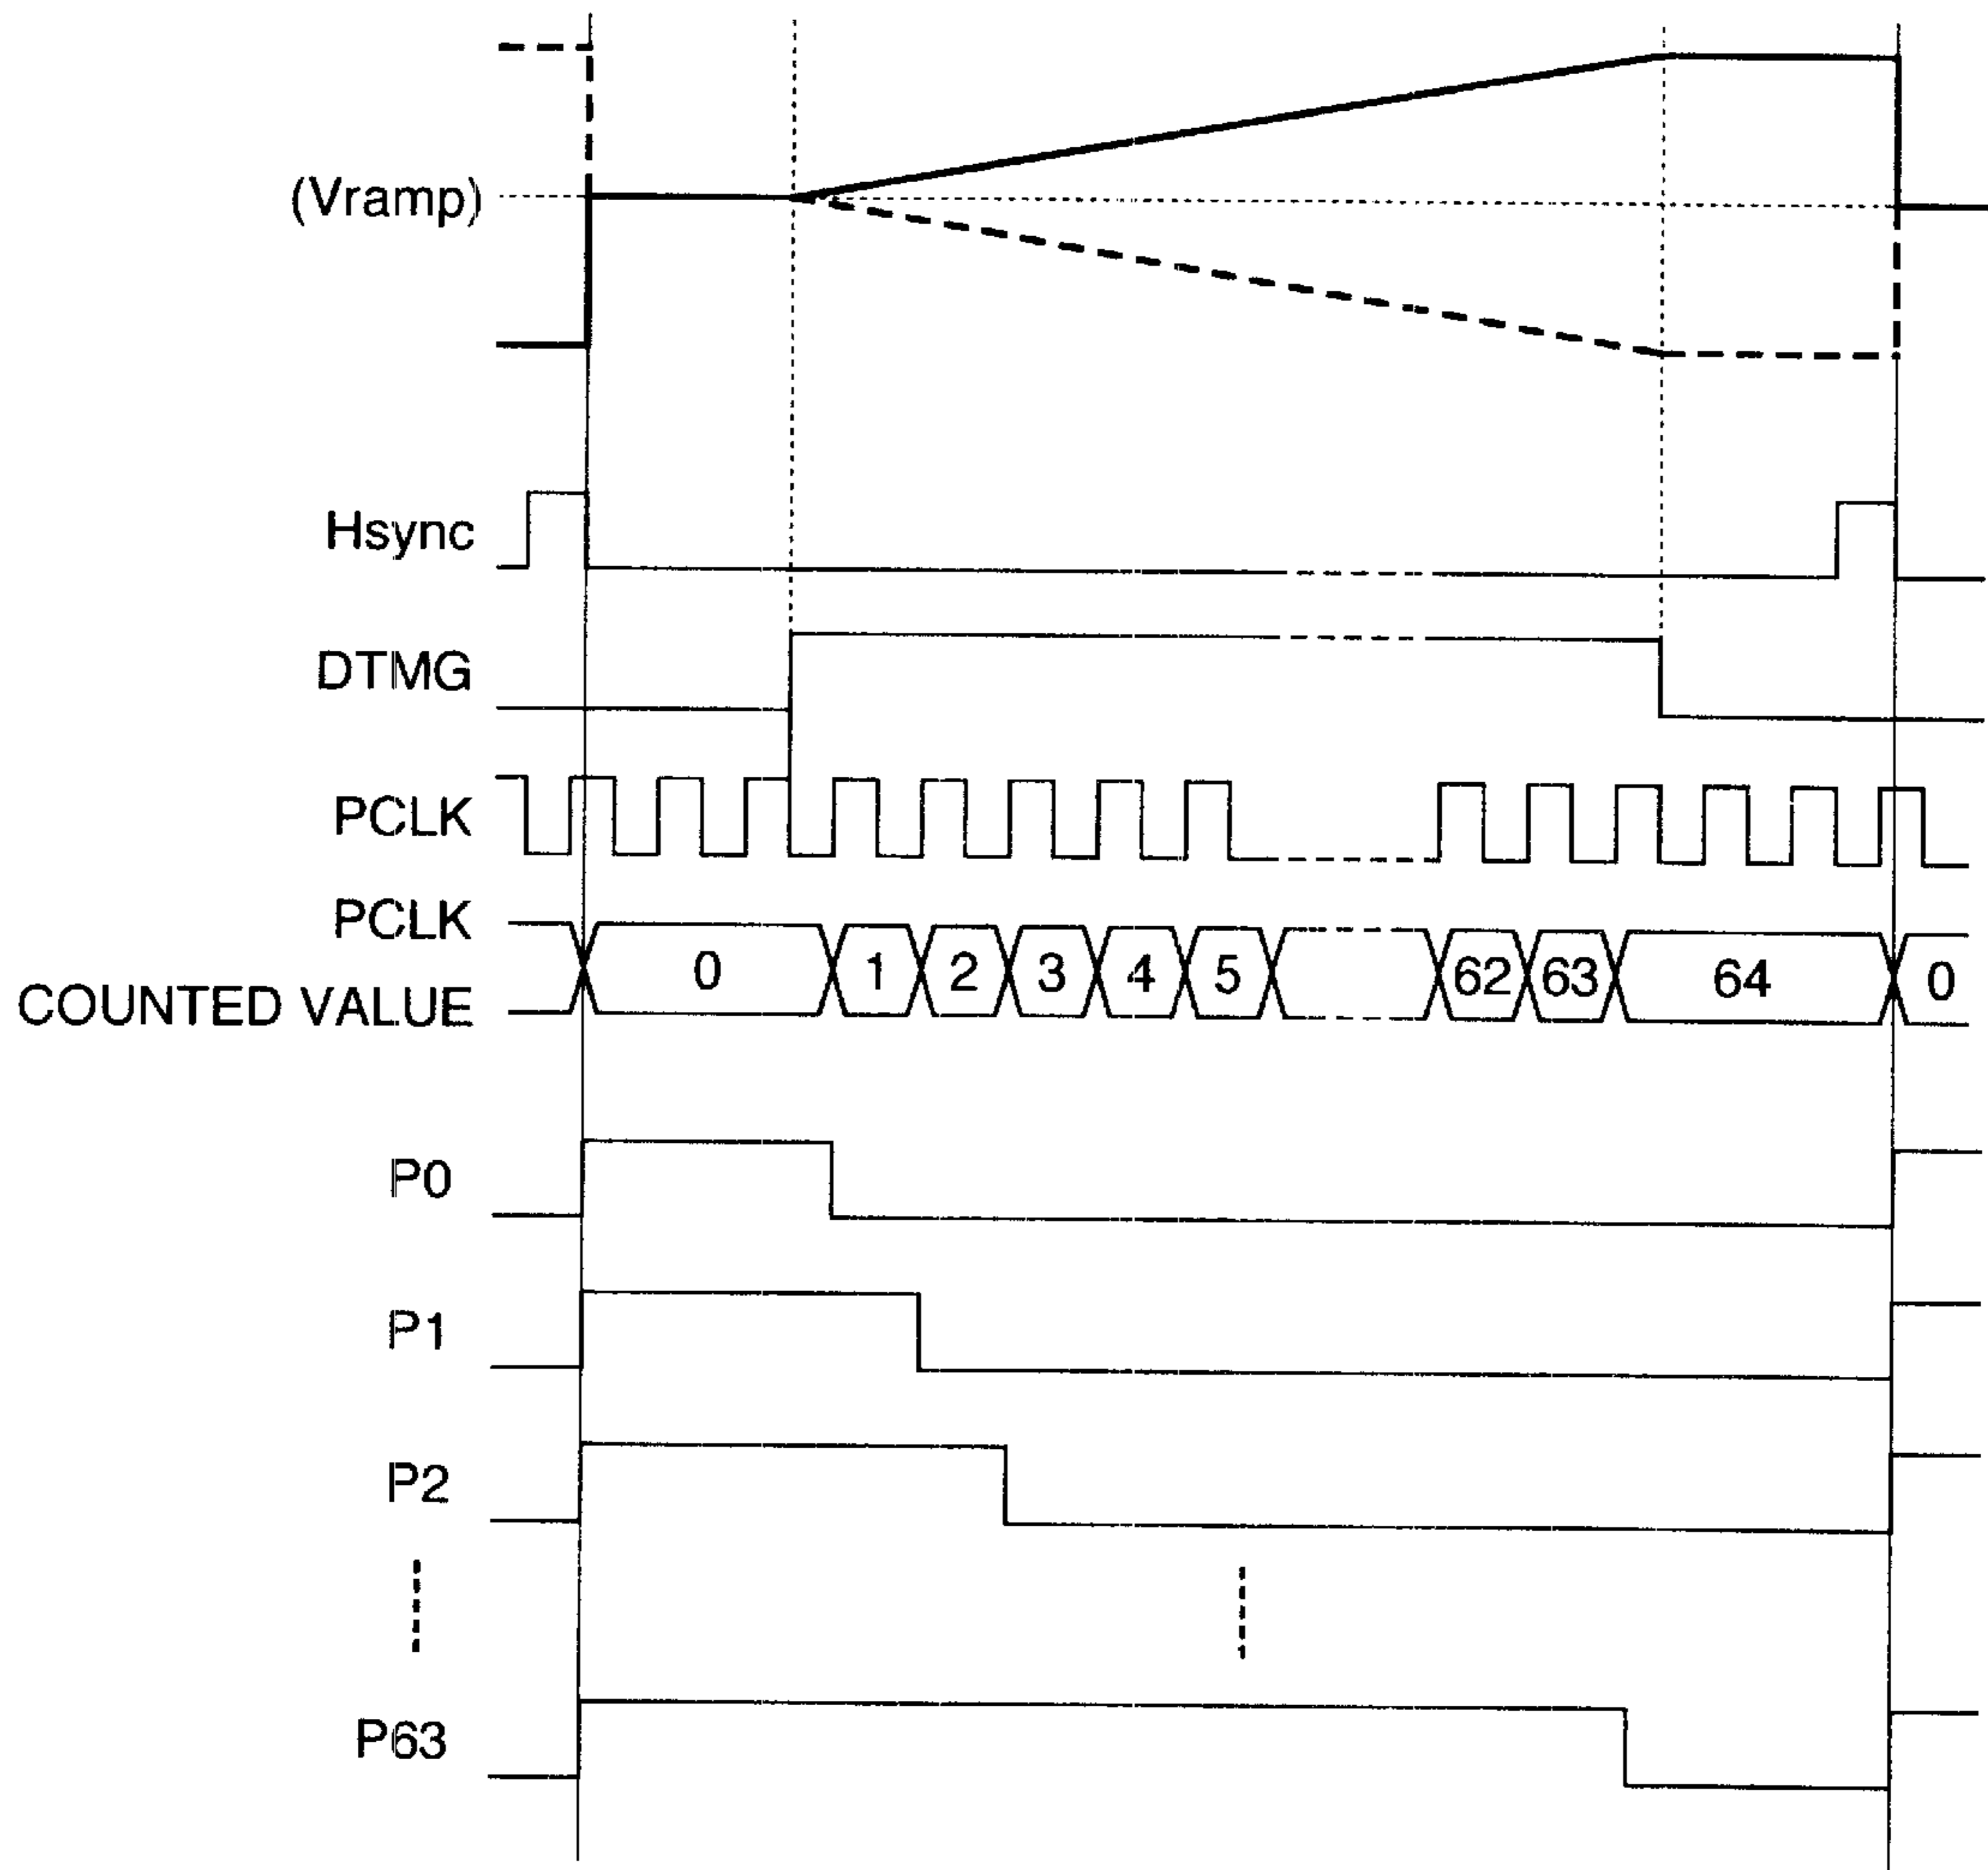 (Vramp)
Hsync
DTMG
PCLK
PCLK
COUNTED VALUE
0 1 2 3 4 5 62 63 64 0
P0
P1
P2
P63